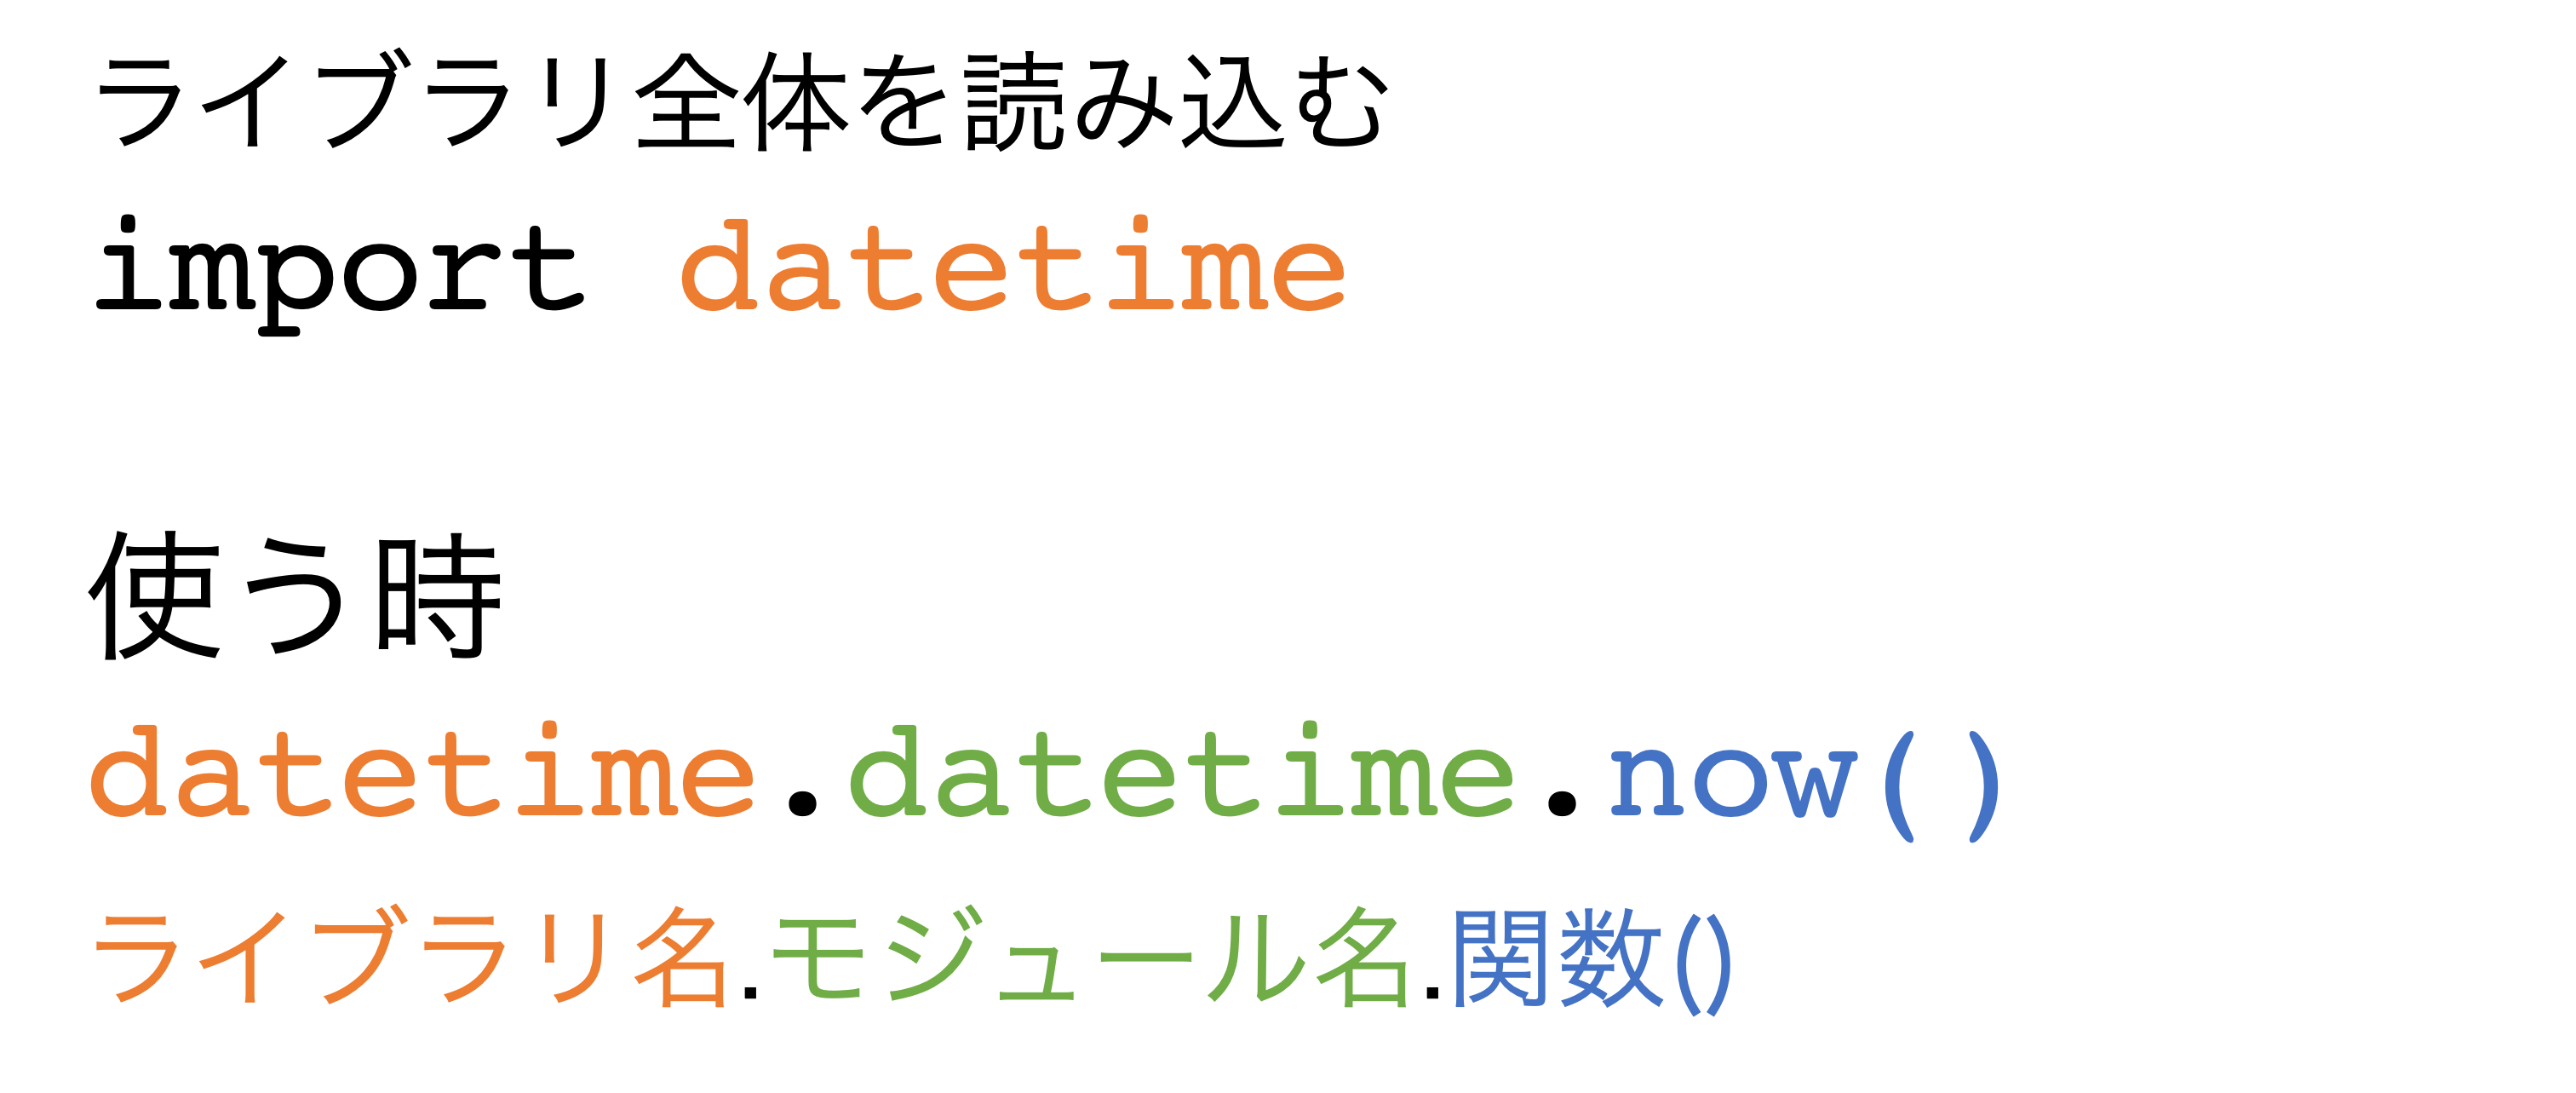 ライブラリ全体を読み込む
import datetime
使う時
datetime.datetime.now()
ライブラリ名.モジュール名.関数()